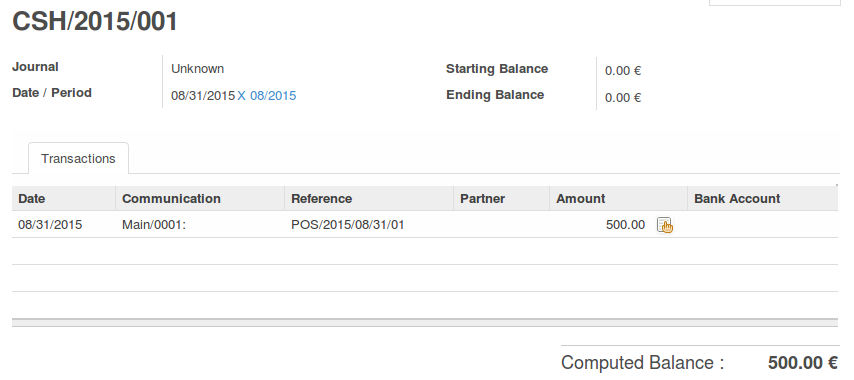 CSH/2015/001
Journal Unknown Starting Balance 0.00 €
Date / Period 08/31/2015 X 08/2015 Ending Balance 0.00 €
Transactions
Date Communication Reference Partner Amount Bank Account
08/31/2015 Main/0001: POS/2015/08/31/01 500.00
Computed Balance : 500.00 €